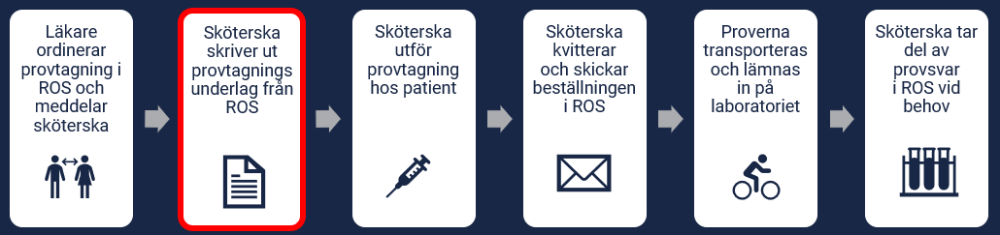 Läkare
ordinerar
provtagning i
ROS och
meddelar
sköterska
Sköterska
skriver ut
provtagnings
underlag från
ROS
Sköterska
utför
provtagning
hos patient
Sköterska
kvitterar
och skickar
beställningen
i ROS
Proverna
transporteras
och lämnas
in på
laboratoriet
Sköterska tar
del av
provsvar
i ROS vid
behov